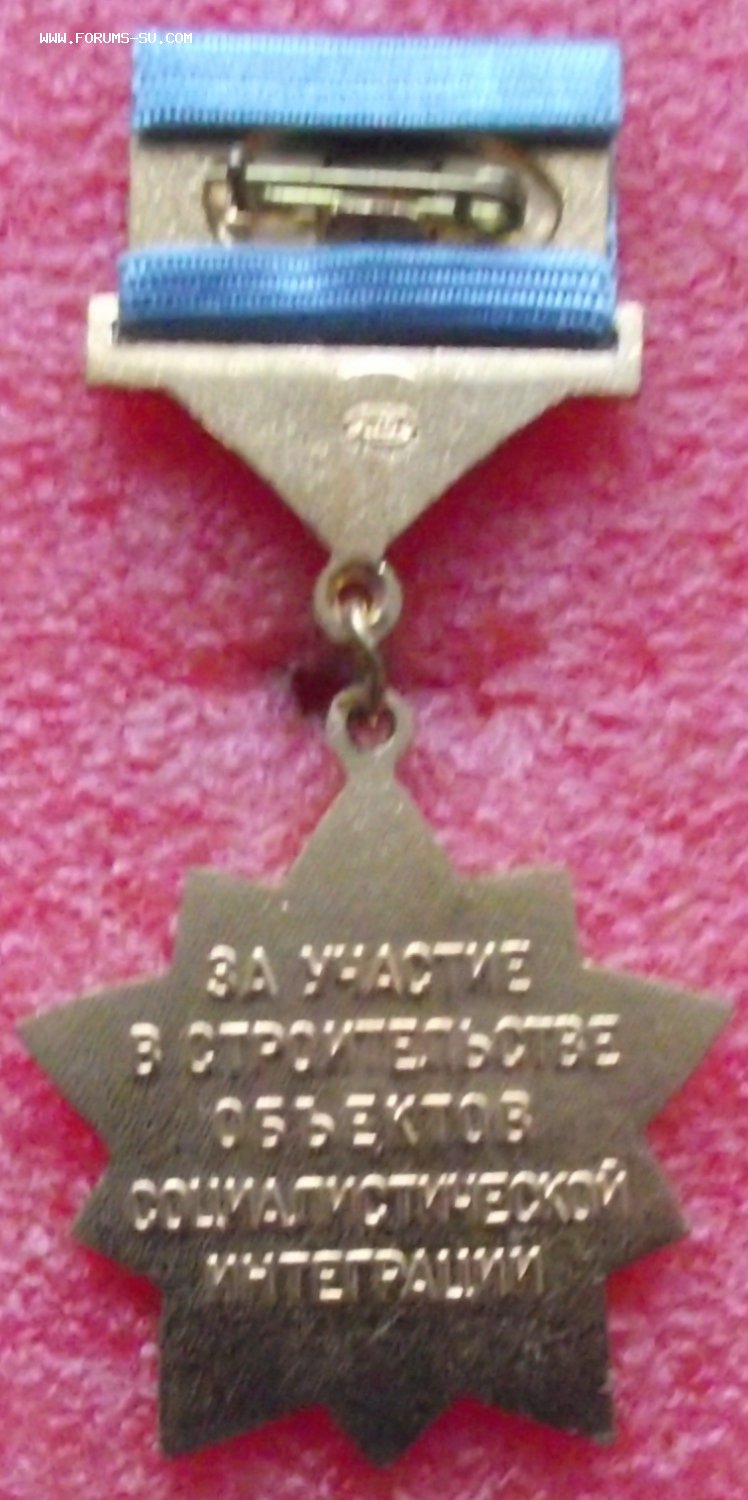 WWW.FORUMS-SU.COM
ЗА УЧАСТИЕ
В СТРОИТЕЛЬСТВЕ
ОБЪЕКТОВ
СОЦИАЛИСТИЧЕСКОЙ
ИНТЕГРАЦИИ